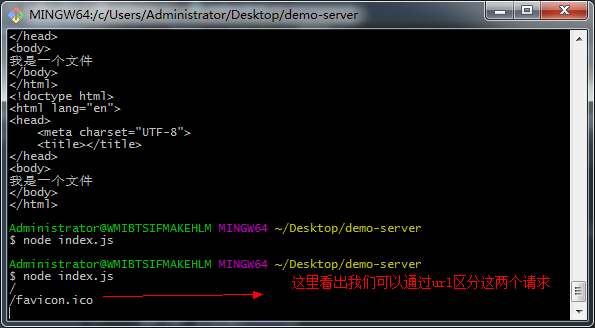 MINGW64:/c/Users/Administrator/Desktop/demo-server
</head>
<body>
我是一个文件
</body>
</html>
<!doctype html>
<html lang="en">
<head>
    <meta charset="UTF-8">
    <title></title>
</head>
<body>
我是一个文件
</body>
</html>
Administrator@WMIBTSIFMAKEHLM MINGW64 ~/Desktop/demo-server
$ node index.js
Administrator@WMIBTSIFMAKEHLM MINGW64 ~/Desktop/demo-server
$ node index.js
/
/favicon.ico
这里看出我们可以通过url区分这两个请求